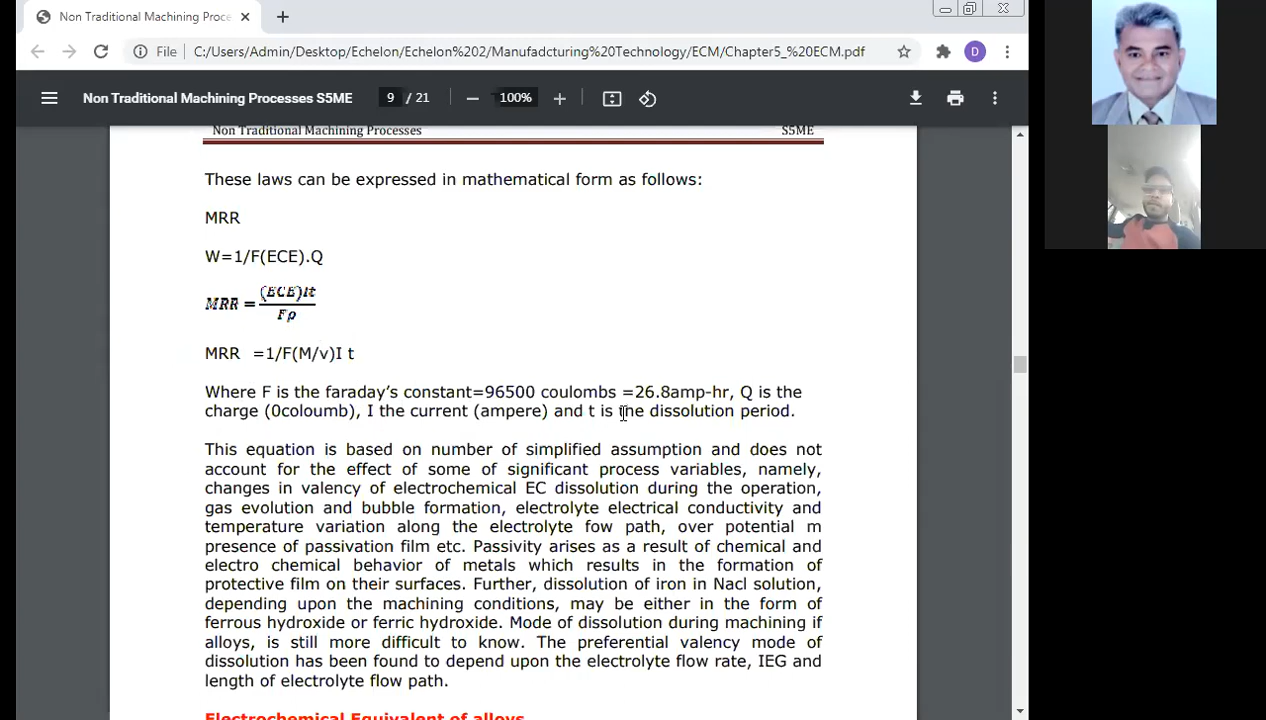 Non Traditional Machining Proce
File C:/Users/Admin/Desktop/Echelon/Echelon%202/Manufadcturing%20Technology/ECM/Chapter5_%20ECM.pdf
D
Non Traditional Machining Processes S5ME
9 / 21
100%
Non Traditional Machining Processes S5ME
These laws can be expressed in mathematical form as follows:
MRR
W=1/F(ECE).Q
MRR = (ECE)It / Fρ
MRR =1/F(M/v)I t
Where F is the faraday's constant=96500 coulombs =26.8amp-hr, Q is the
charge (0coloumb), I the current (ampere) and t is the dissolution period.
This equation is based on number of simplified assumption and does not
account for the effect of some of significant process variables, namely,
changes in valency of electrochemical EC dissolution during the operation,
gas evolution and bubble formation, electrolyte electrical conductivity and
temperature variation along the electrolyte fow path, over potential m
presence of passivation film etc. Passivity arises as a result of chemical and
electro chemical behavior of metals which results in the formation of
protective film on their surfaces. Further, dissolution of iron in Nacl solution,
depending upon the machining conditions, may be either in the form of
ferrous hydroxide or ferric hydroxide. Mode of dissolution during machining if
alloys, is still more difficult to know. The preferential valency mode of
dissolution has been found to depend upon the electrolyte flow rate, IEG and
length of electrolyte flow path.
Electrochemical Equivalent of alloys